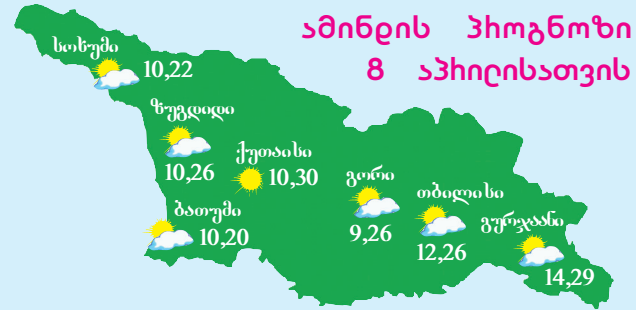 ამინდის პროგნოზი
8 აპრილისათვის
სოხუმი
10,22
ზუგდიდი
10,26
ქუთაისი
10,30
გორი
9,26
თბილისი
12,26
ბათუმი
10,20
გურჯაანი
14,29